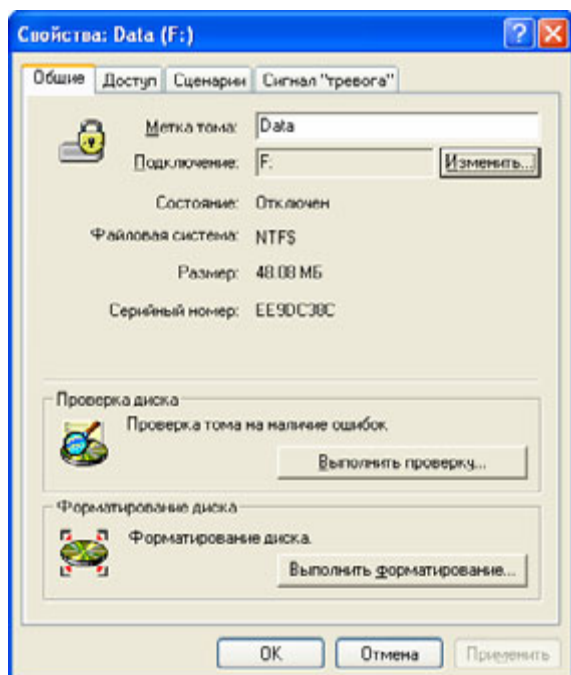 Свойства: Data (F:)
Общие Доступ Сценарии Сигнал "тревога"
Метка тома: Data
Подключение: F: Изменить...
Состояние: Отключен
Файловая система: NTFS
Размер: 48.08 МБ
Серийный номер: EE9DC38C
Проверка диска
Проверка тома на наличие ошибок.
Выполнить проверку...
Форматирование диска
Форматирование диска.
Выполнить форматирование...
OK Отмена Применить